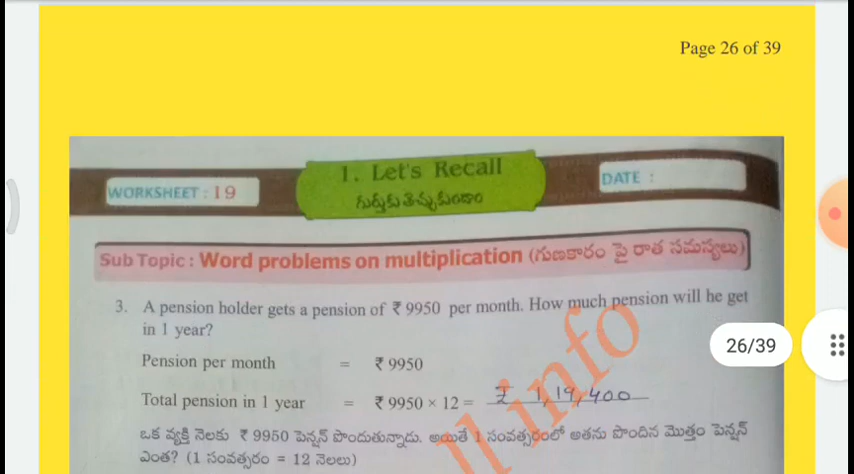 Page 26 of 39
1. Let's Recall
WORKSHEET : 19
DATE :
గుర్తుకు తెచ్చుకుందాం
Sub Topic : Word problems on multiplication (గుణకారం పై రాత సమస్యలు)
3. A pension holder gets a pension of ₹ 9950 per month. How much pension will he get
in 1 year?
26/39
Pension per month = ₹ 9950
Total pension in 1 year = ₹ 9950 × 12 = ₹ 1,19,400
ఒక వ్యక్తి నెలకు ₹ 9950 పెన్షన్ పొందుతున్నాడు. అయితే 1 సంవత్సరంలో అతను పొందిన మొత్తం పెన్షన్
ఎంత? (1 సంవత్సరం = 12 నెలలు)
info